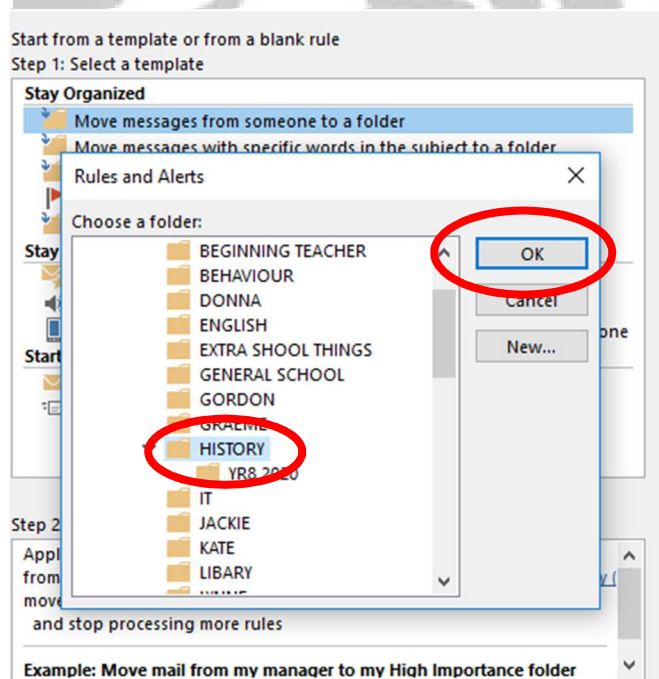 Start from a template or from a blank rule
Step 1: Select a template
Stay Organized
Move messages from someone to a folder
Move messages with specific words in the subject to a folder
Rules and Alerts
Choose a folder:
BEGINNING TEACHER
BEHAVIOUR
DONNA
ENGLISH
EXTRA SHOOL THINGS
GENERAL SCHOOL
GORDON
GRAEME
HISTORY
YR8 2020
IT
JACKIE
KATE
LIBARY
OK
Cancel
New...
Stay
one
Start
Step 2
Appl
from
move
and stop processing more rules
Example: Move mail from my manager to my High Importance folder